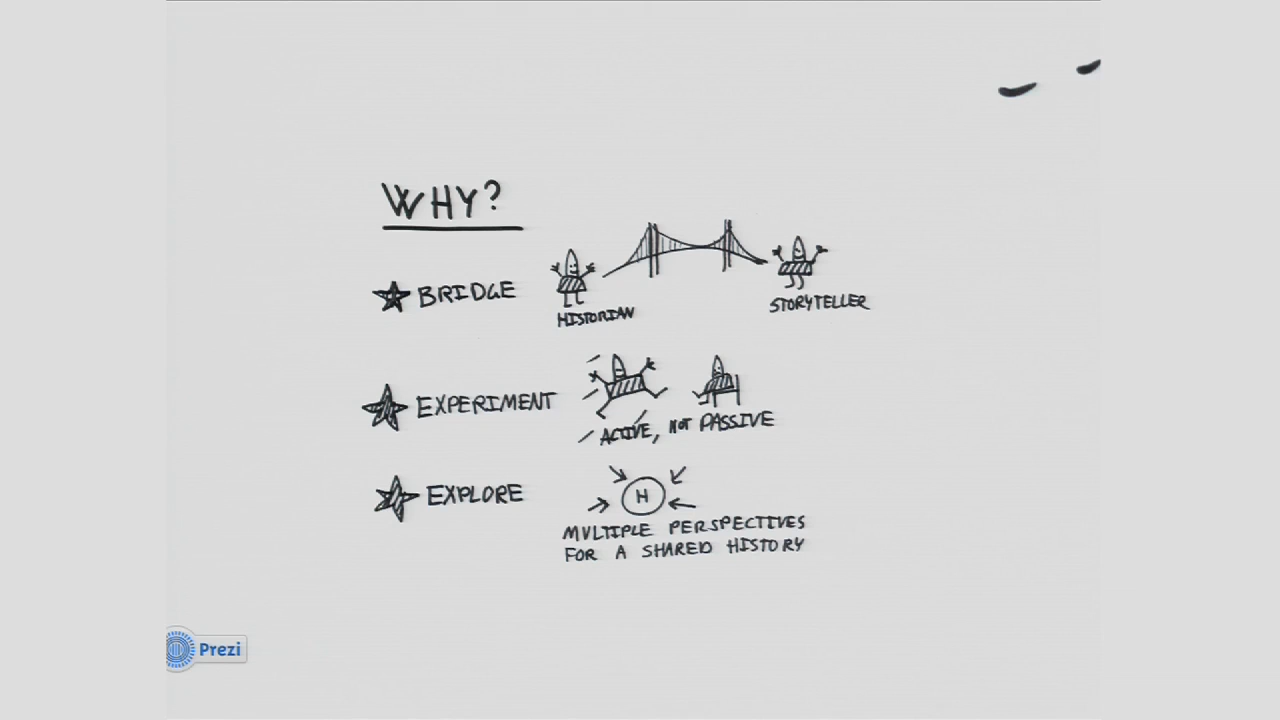 WHY?
BRIDGE
HISTORIAN
STORYTELLER
EXPERIMENT
ACTIVE, NOT PASSIVE
EXPLORE
H
MULTIPLE PERSPECTIVES
FOR A SHARED HISTORY
Prezi